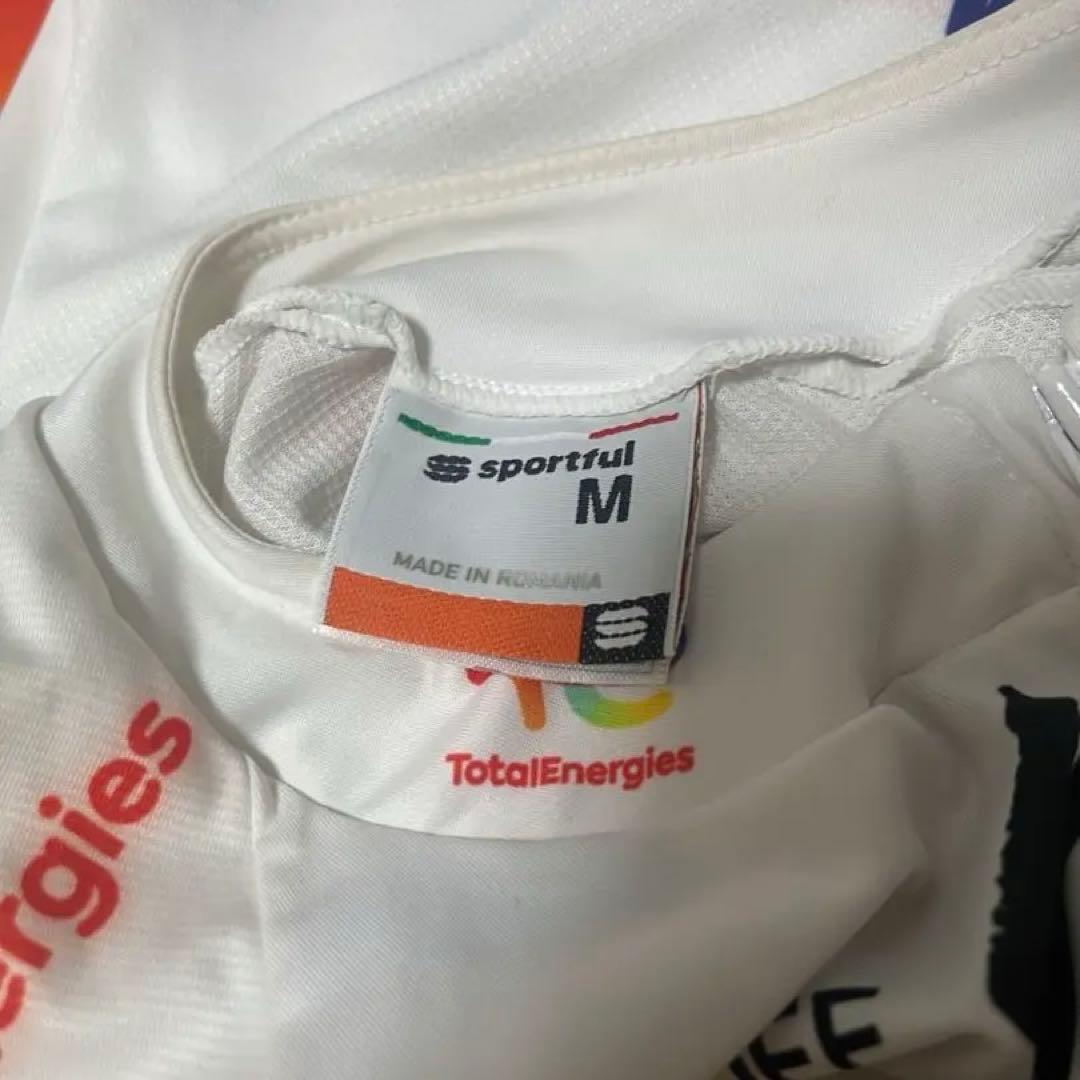 sportful
M
MADE IN ROMANIA
TotalEnergies
ergies